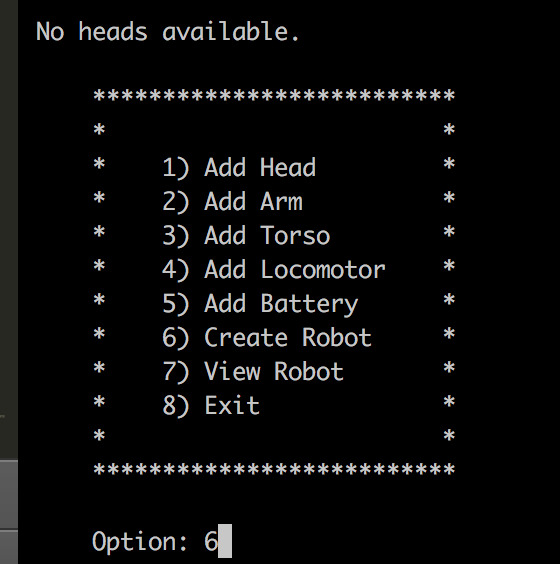 No heads available.
**************************
* *
* 1) Add Head *
* 2) Add Arm *
* 3) Add Torso *
* 4) Add Locomotor *
* 5) Add Battery *
* 6) Create Robot *
* 7) View Robot *
* 8) Exit *
* *
**************************
Option: 6